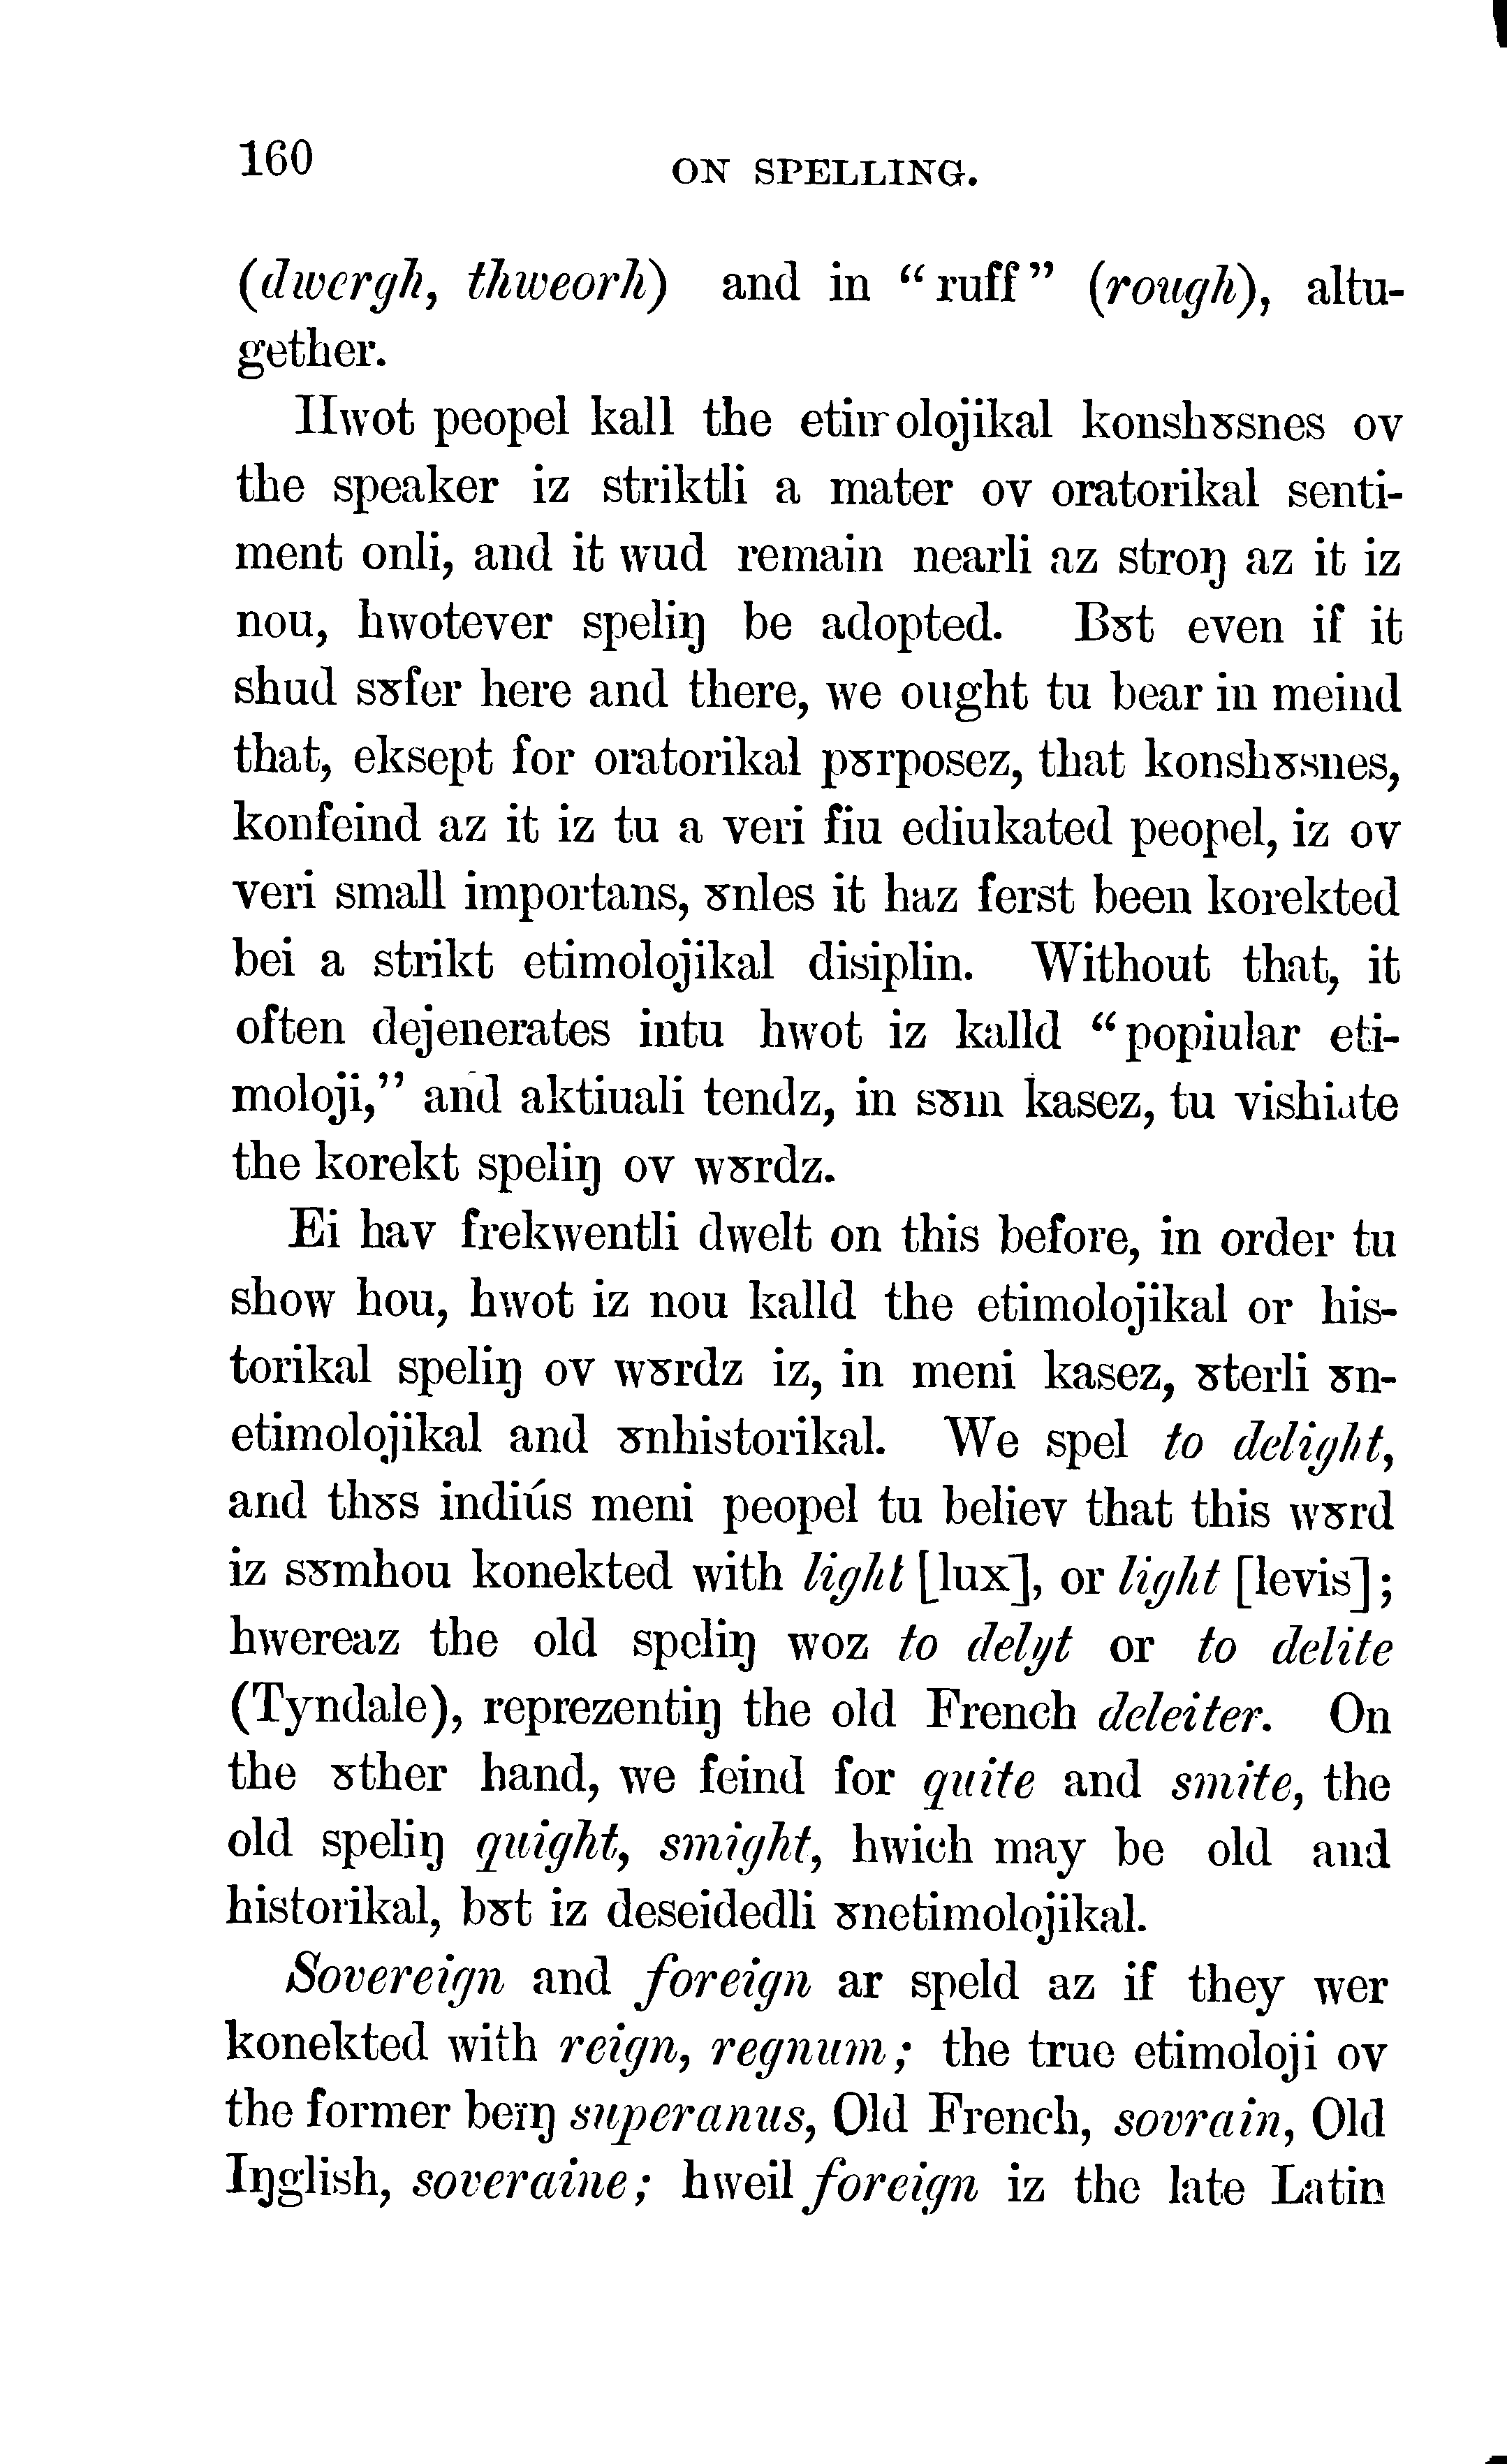 160
ON SPELLING.
(dwergh, thweorh) and in “ruff” (rough), altu-
gether.
Hwot peopel kall the etimolojikal konshɤsnes ov
the speaker iz striktli a mater ov oratorikal senti-
ment onli, and it wud remain nearli az stroŋ az it iz
nou, hwotever speliŋ be adopted. Bɤt even if it
shud sɤfer here and there, we ought tu bear in meind
that, eksept for oratorikal pɤrposez, that konshɤsnes,
konfeind az it iz tu a veri fiu ediukated peopel, iz ov
veri small importans, ɤnles it haz ferst been korekted
bei a strikt etimolojikal disiplin. Without that, it
often dejenerates intu hwot iz kalld “popiular eti-
moloji,” and aktiuali tendz, in sɤm kasez, tu vishiate
the korekt speliŋ ov wɤrdz.
Ei hav frekwentli dwelt on this before, in order tu
show hou, hwot iz nou kalld the etimolojikal or his-
torikal speliŋ ov wɤrdz iz, in meni kasez, ɤterli ɤn-
etimolojikal and ɤnhistorikal. We spel to delight,
and thɤs indiús meni peopel tu believ that this wɤrd
iz sɤmhou konekted with light [lux], or light [levis];
hwereaz the old speliŋ woz to delyt or to delite
(Tyndale), reprezentiŋ the old French deleiter. On
the ɤther hand, we feind for quite and smite, the
old speliŋ quight, smight, hwich may be old and
historikal, bɤt iz deseidedli ɤnetimolojikal.
Sovereign and foreign ar speld az if they wer
konekted with reign, regnum; the true etimoloji ov
the former beïŋ superanus, Old French, sovrain, Old
Iŋglish, soveraine; hweil foreign iz the late Latin